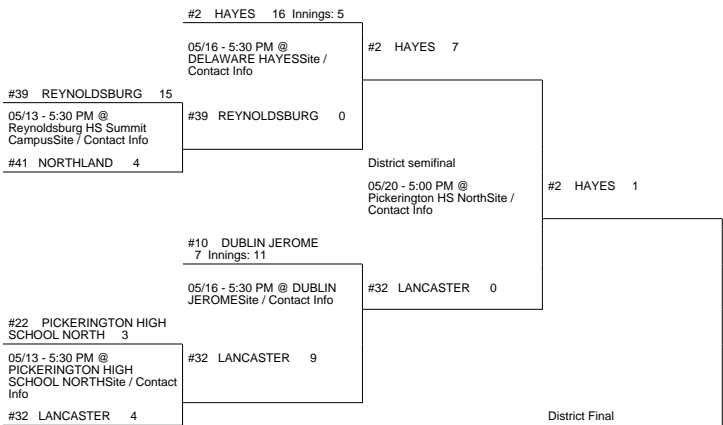 #2 HAYES 16 Innings: 5
05/16 - 5:30 PM @
DELAWARE HAYESSite /
Contact Info
#2 HAYES 7
#39 REYNOLDSBURG 15
05/13 - 5:30 PM @
Reynoldsburg HS Summit
CampusSite / Contact Info
#39 REYNOLDSBURG 0
#41 NORTHLAND 4
District semifinal
05/20 - 5:00 PM @
Pickerington HS NorthSite /
Contact Info
#2 HAYES 1
#10 DUBLIN JEROME
7 Innings: 11
05/16 - 5:30 PM @ DUBLIN
JEROMESite / Contact Info
#32 LANCASTER 0
#22 PICKERINGTON HIGH
SCHOOL NORTH 3
05/13 - 5:30 PM @
PICKERINGTON HIGH
SCHOOL NORTHSite / Contact
Info
#32 LANCASTER 9
#32 LANCASTER 4
District Final